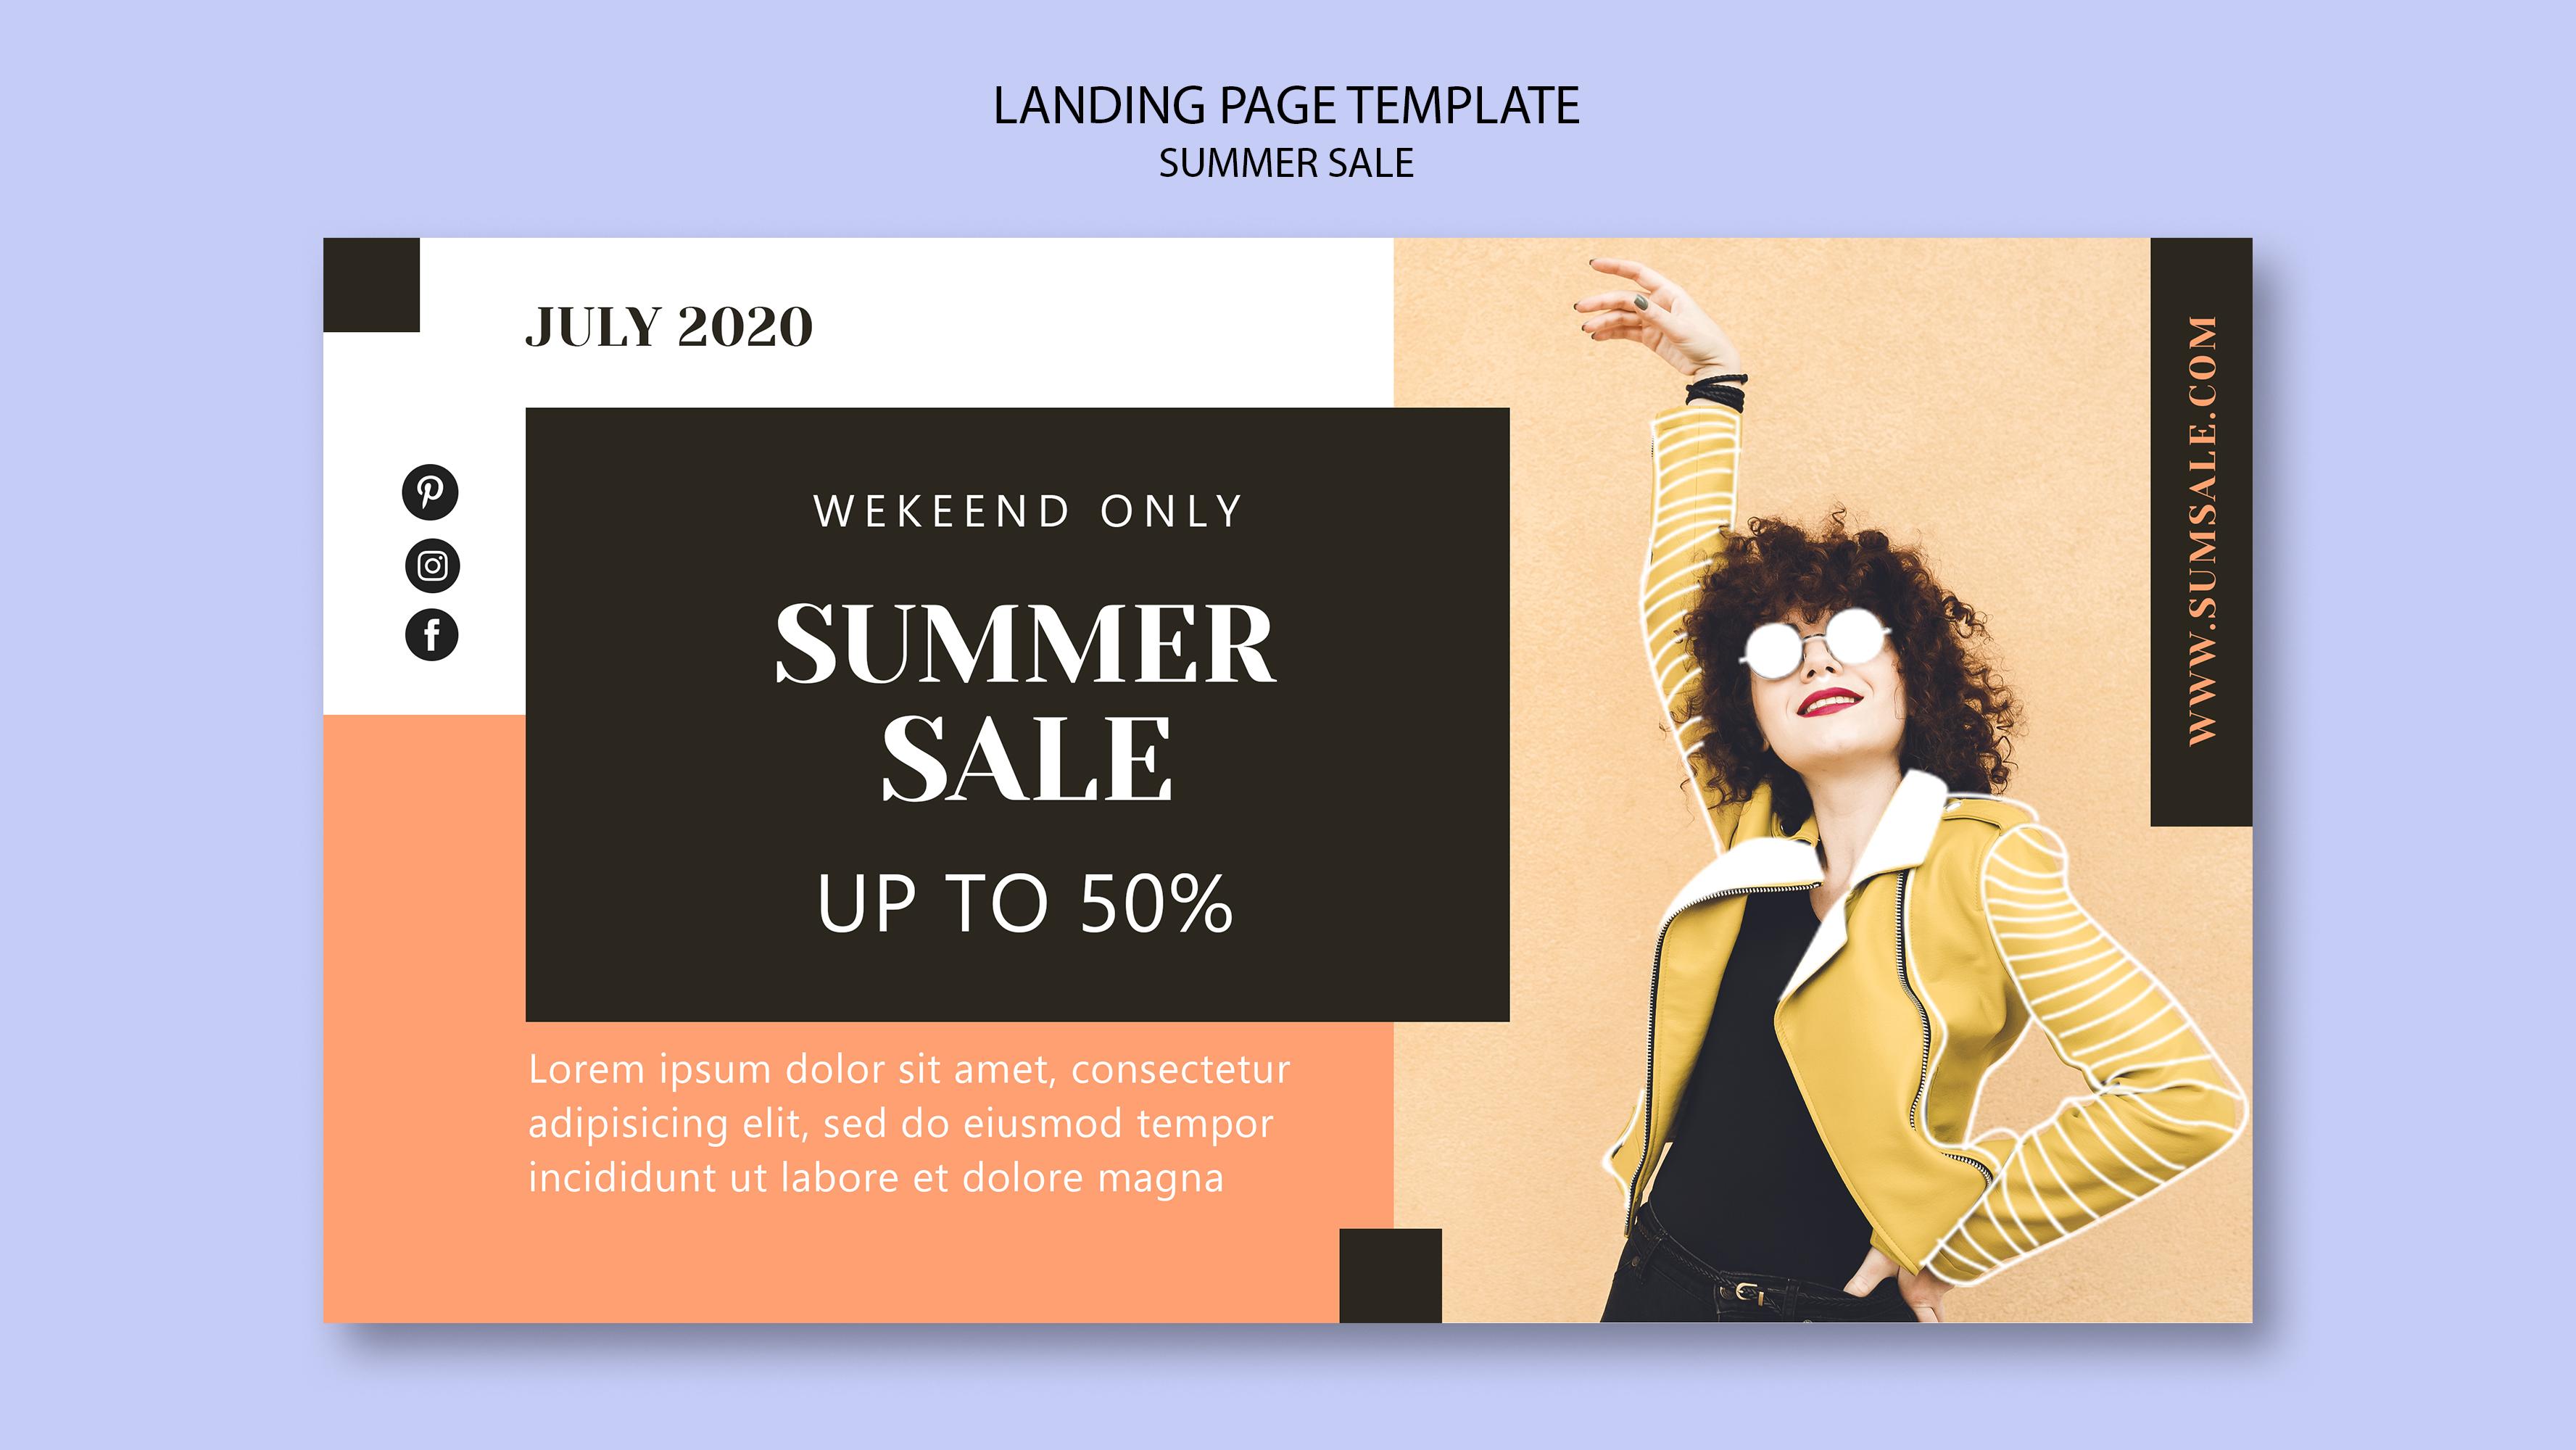 LANDING PAGE TEMPLATE
SUMMER SALE
JULY 2020
WEKEEND ONLY
SUMMER
SALE
UP TO 50%
Lorem ipsum dolor sit amet, consectetur
adipisicing elit, sed do eiusmod tempor
incididunt ut labore et dolore magna
WWW.SUMSALE.COM